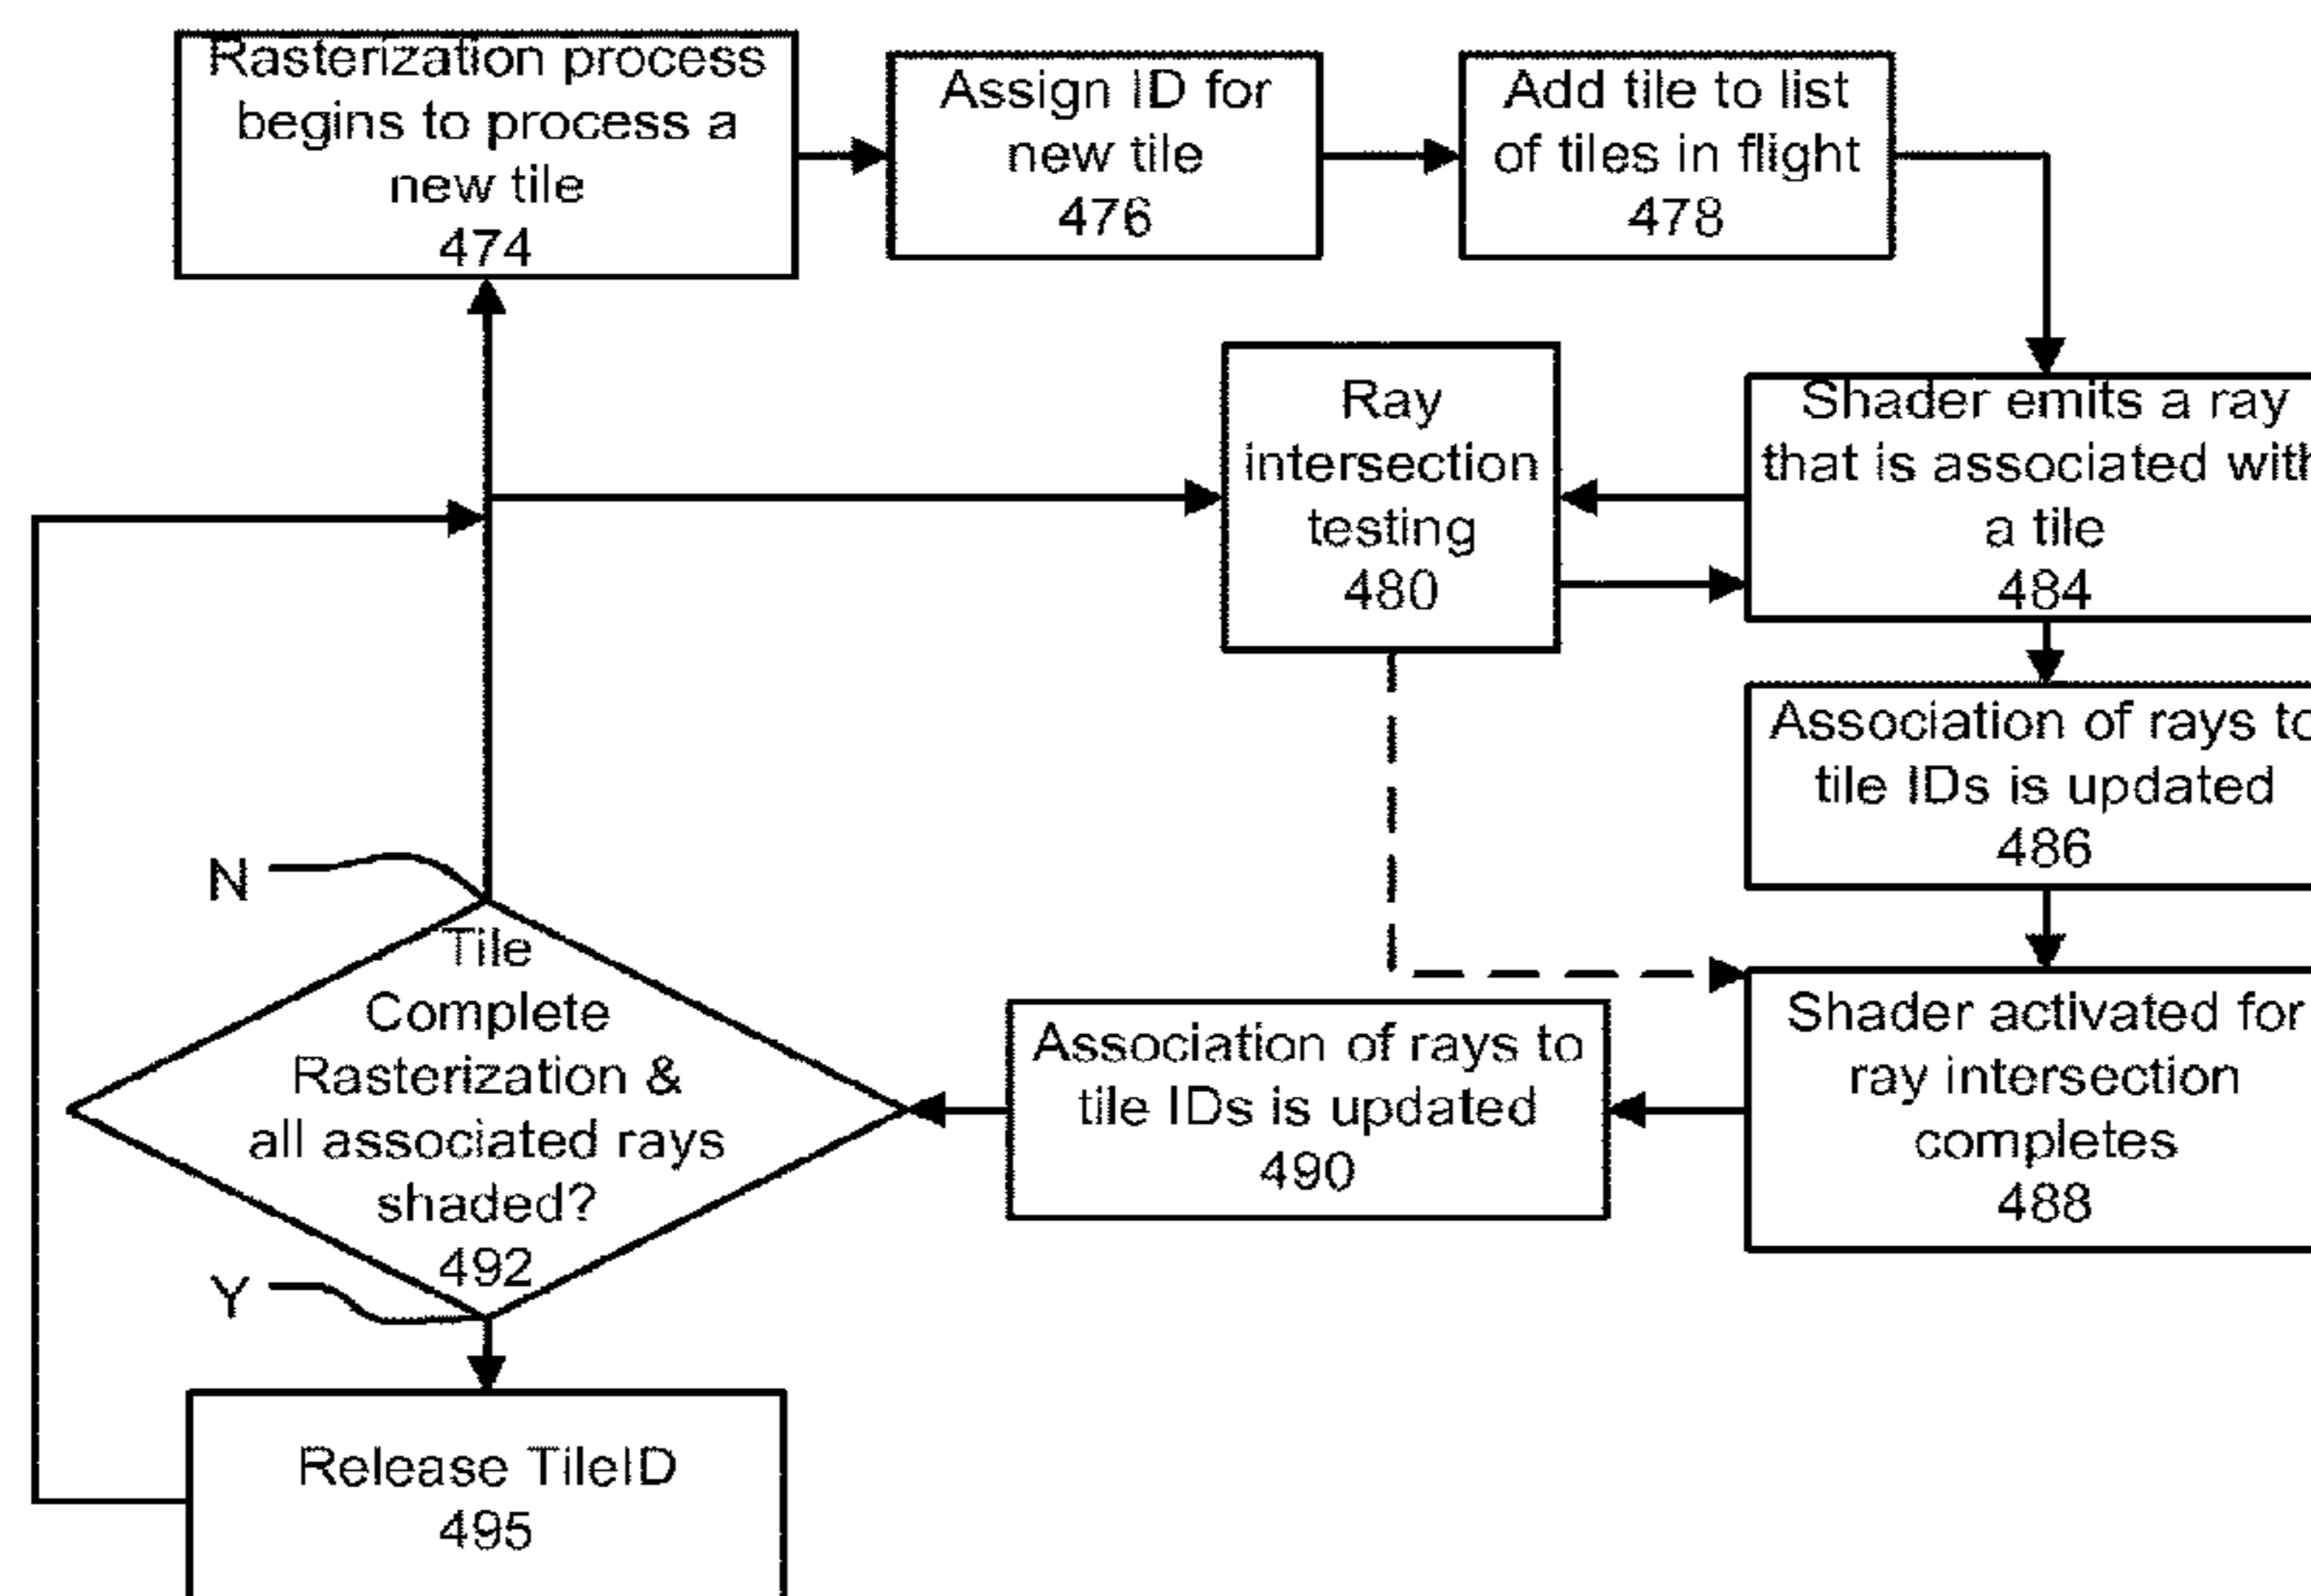 Rasterization process
begins to process a
new tile
474
Assign ID for
new tile
476
Add tile to list
of tiles in flight
478
Ray
intersection
testing
480
Shader emits a ray
that is associated with
a tile
484
Association of rays to
tile IDs is updated
486
N
Tile
Complete
Rasterization &
all associated rays
shaded?
492
Y
Association of rays to
tile IDs is updated
490
Shader activated for
ray intersection
completes
488
Release TileID
495